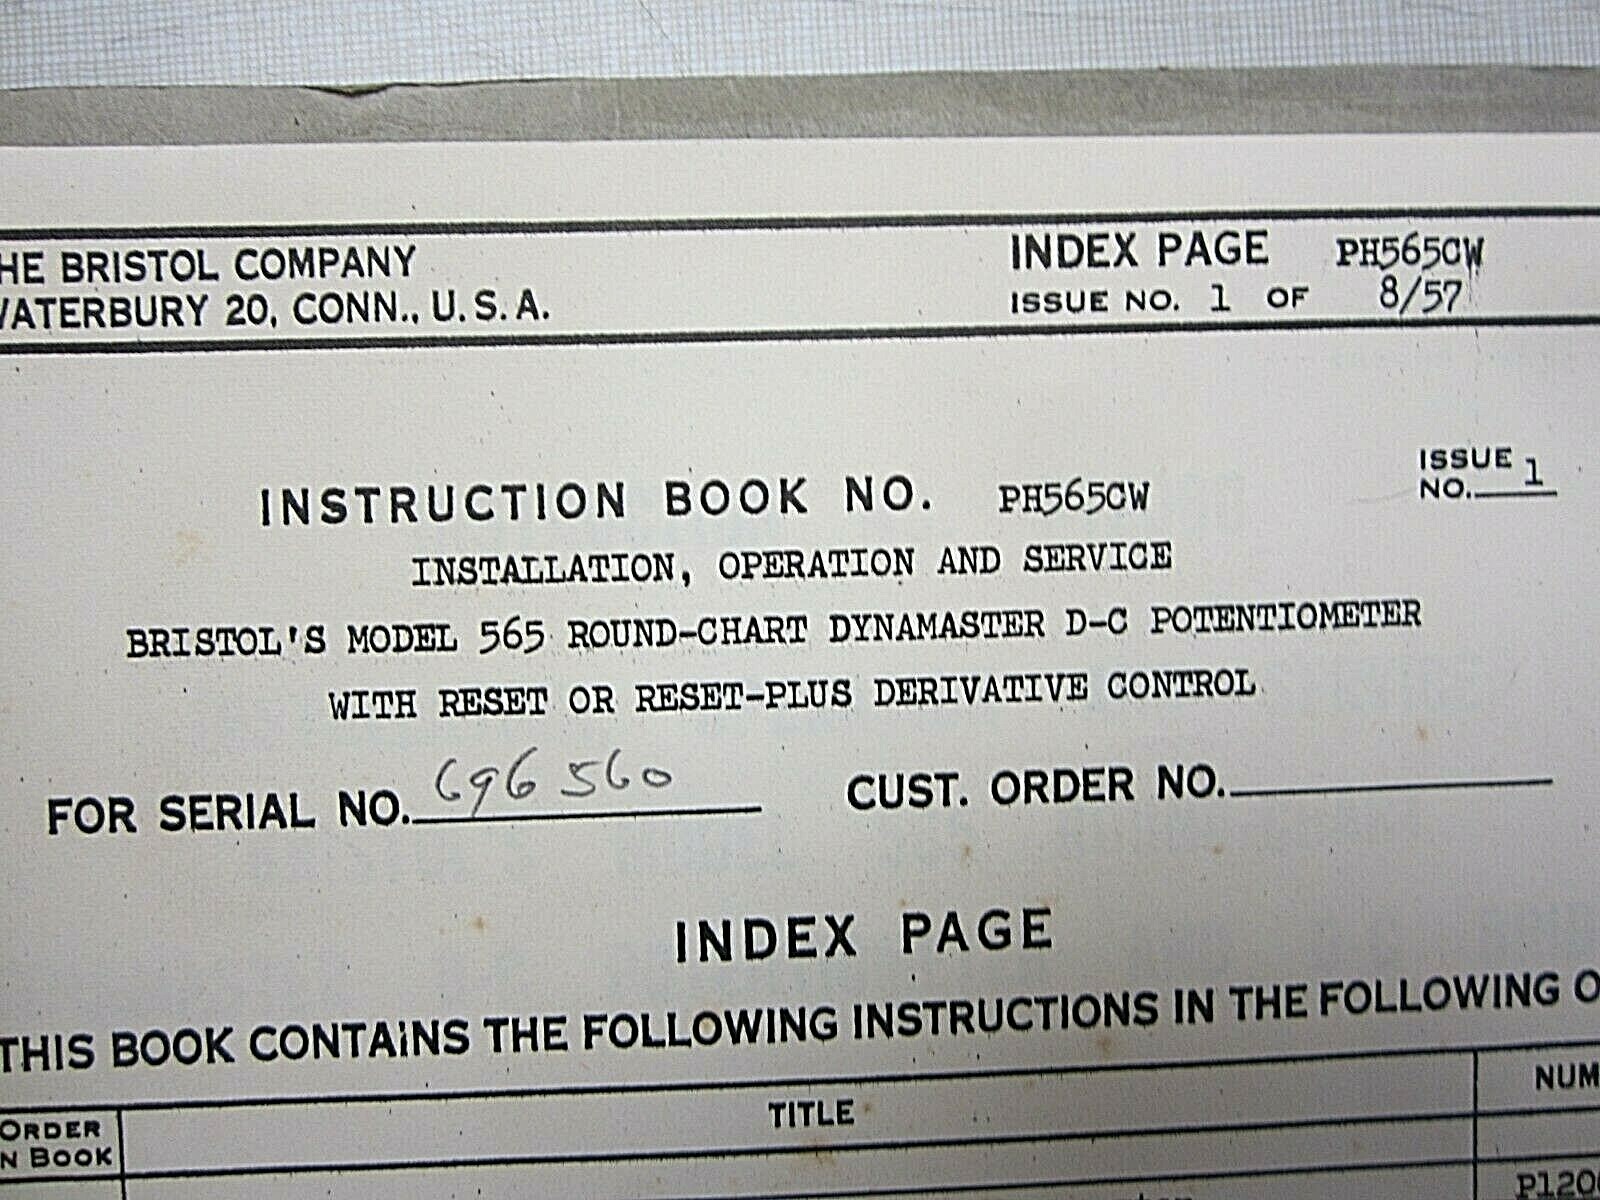 HE BRISTOL COMPANY
WATERBURY 20, CONN., U.S.A.
INDEX PAGE PH565CW
ISSUE NO. 1 OF 8/57
ISSUE
NO. 1
INSTRUCTION BOOK NO. PH565CW
INSTALLATION, OPERATION AND SERVICE
BRISTOL'S MODEL 565 ROUND-CHART DYNAMASTER D-C POTENTIOMETER
WITH RESET OR RESET-PLUS DERIVATIVE CONTROL
FOR SERIAL NO. 696560 CUST. ORDER NO.
INDEX PAGE
THIS BOOK CONTAINS THE FOLLOWING INSTRUCTIONS IN THE FOLLOWING O
ORDER
N BOOK
TITLE
NUM
P120